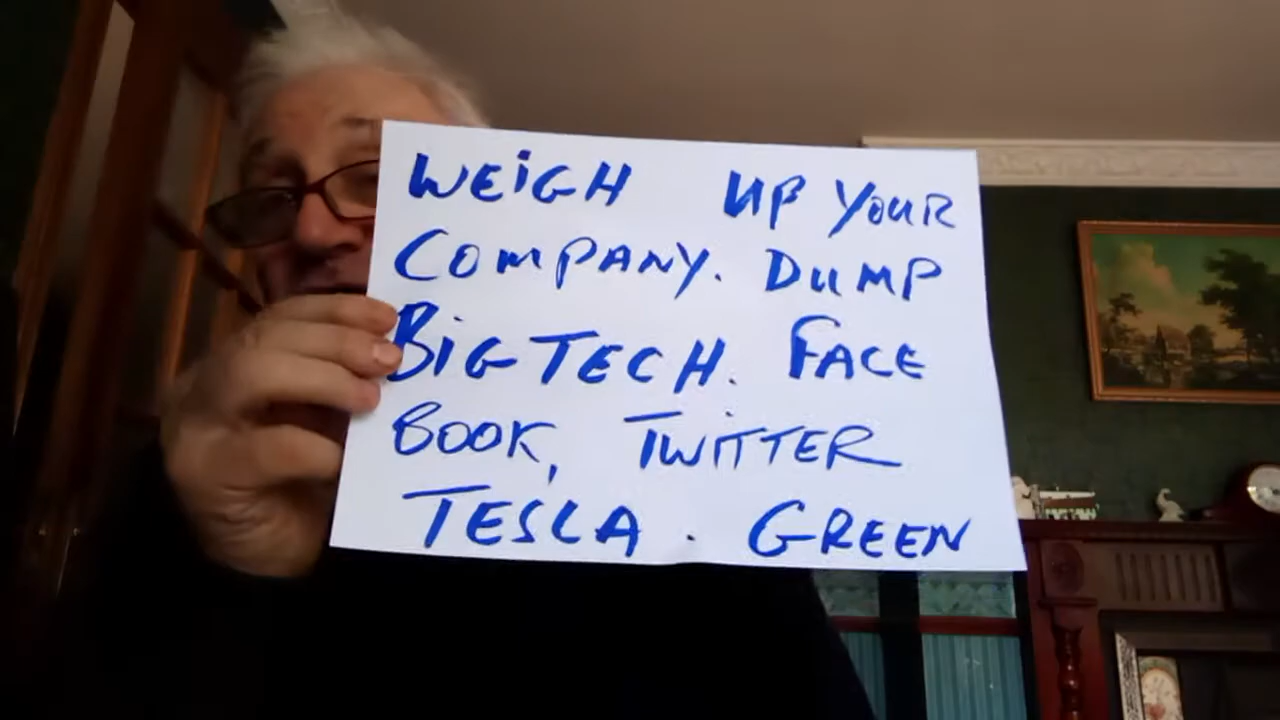 WEiGH UP YOUR
COMPANY. DUMP
BiGTECH. FACE
BOOK, TWITTER
TESLA. GREEN